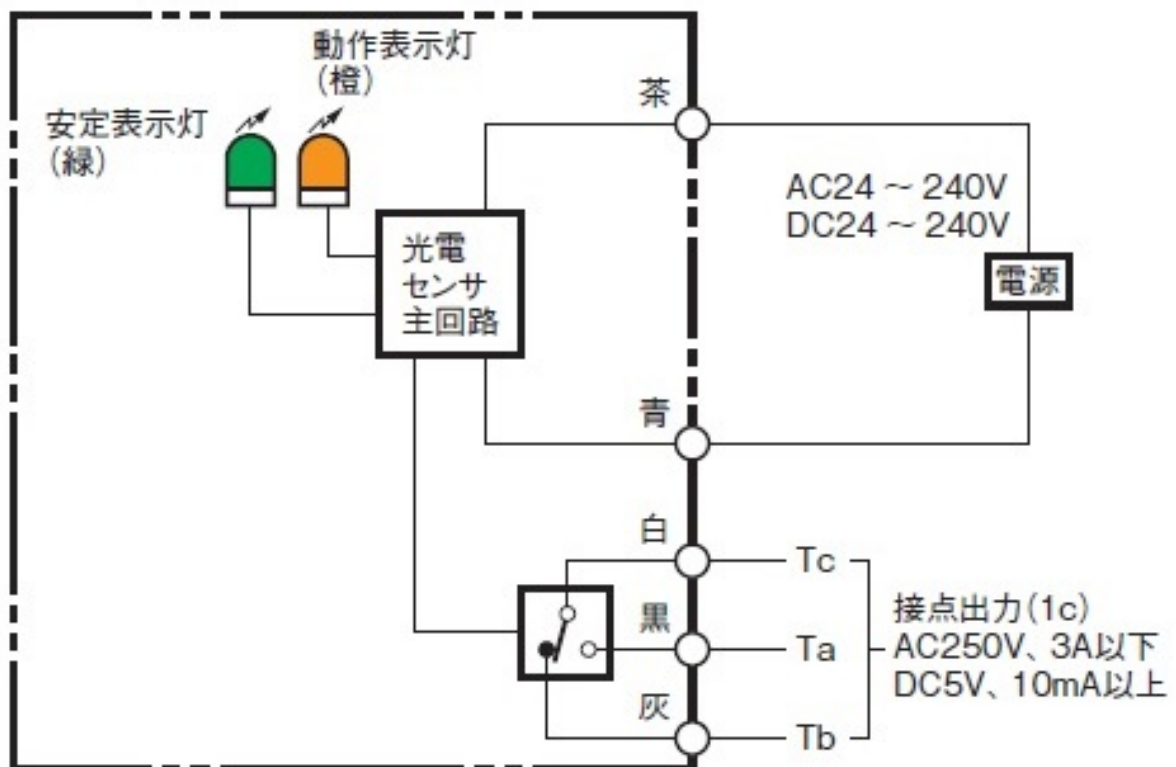 動作表示灯
(橙)
安定表示灯
(緑)
茶
AC24 ~ 240V
DC24 ~ 240V
光電
センサ
主回路
電源
青
白
Tc
黒
Ta
接点出力(1c)
AC250V、3A以下
DC5V、10mA以上
灰
Tb